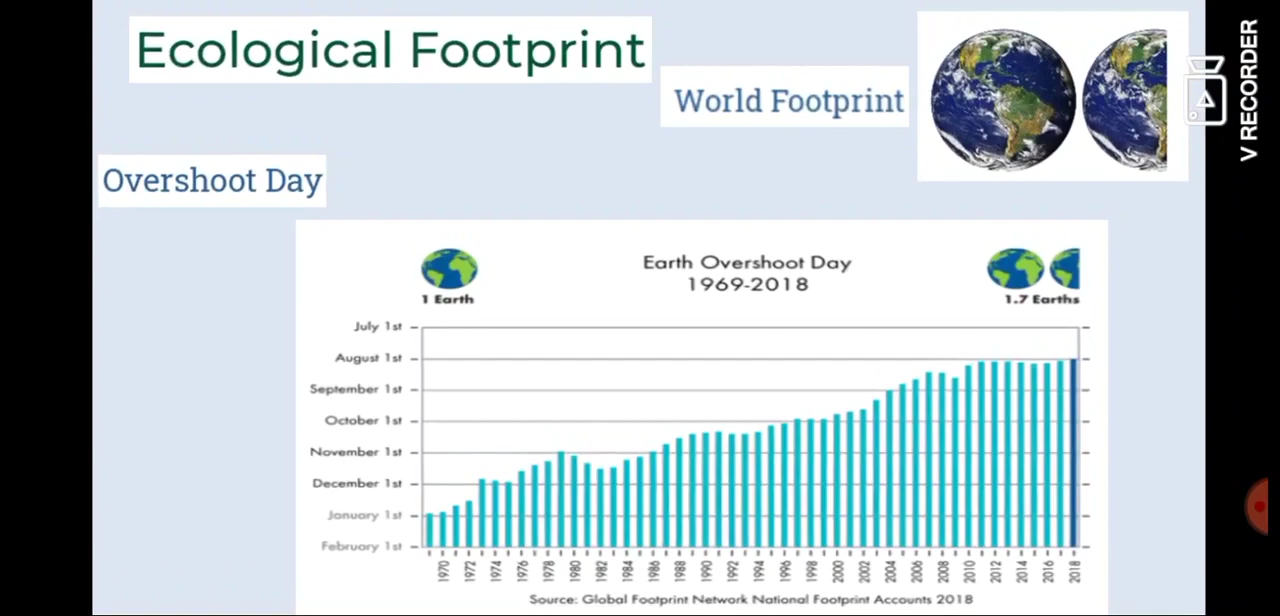 Ecological Footprint
World Footprint
V RECORDER
Overshoot Day
Earth Overshoot Day
1969-2018
1 Earth
1.7 Earths
July 1st
August 1st
September 1st
October 1st
November 1st
December 1st
January 1st
February 1st
1970 1972 1974 1976 1978 1980 1982 1984 1986 1988 1990 1992 1994 1996 1998 2000 2002 2004 2006 2008 2010 2012 2014 2016 2018
Source: Global Footprint Network National Footprint Accounts 2018